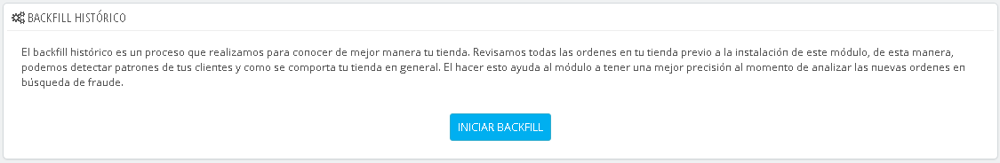 BACKFILL HISTÓRICO
El backfill histórico es un proceso que realizamos para conocer de mejor manera tu tienda. Revisamos todas las ordenes en tu tienda previo a la instalación de este módulo, de esta manera,
podemos detectar patrones de tus clientes y como se comporta tu tienda en general. El hacer esto ayuda al módulo a tener una mejor precisión al momento de analizar las nuevas ordenes en
búsqueda de fraude.
INICIAR BACKFILL